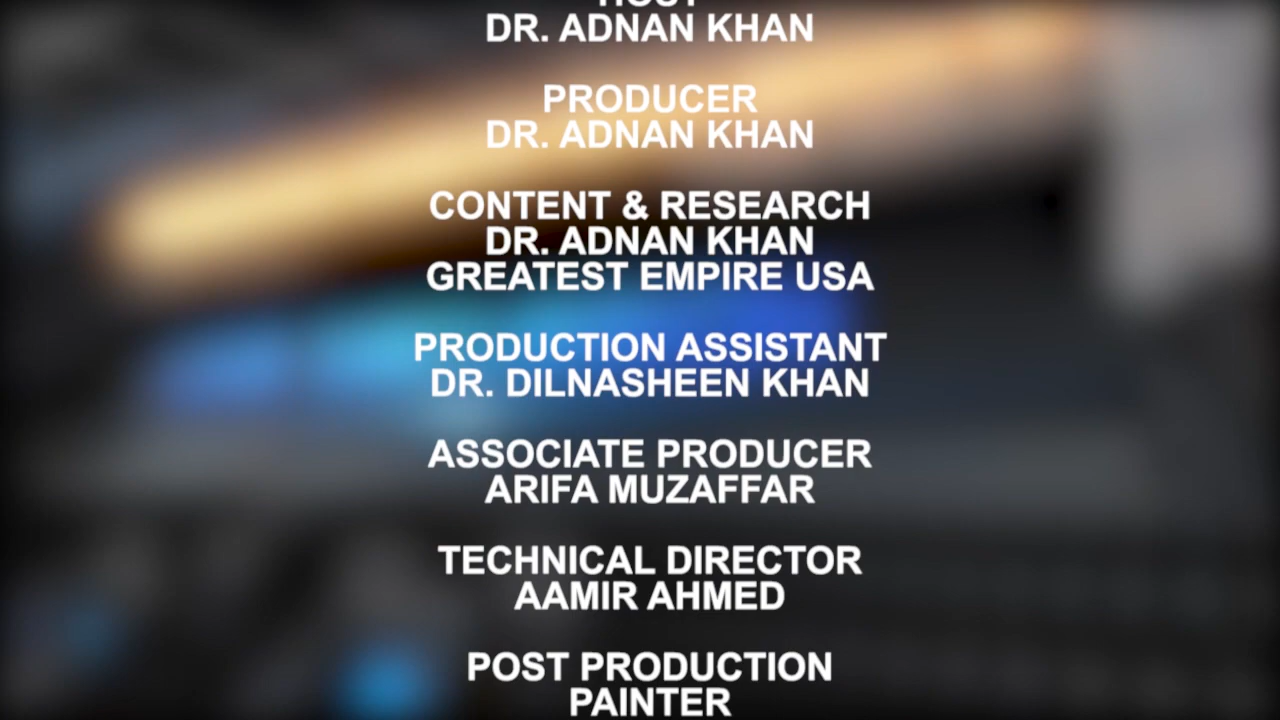 HOST
DR. ADNAN KHAN
PRODUCER
DR. ADNAN KHAN
CONTENT & RESEARCH
DR. ADNAN KHAN
GREATEST EMPIRE USA
PRODUCTION ASSISTANT
DR. DILNASHEEN KHAN
ASSOCIATE PRODUCER
ARIFA MUZAFFAR
TECHNICAL DIRECTOR
AAMIR AHMED
POST PRODUCTION
PAINTER